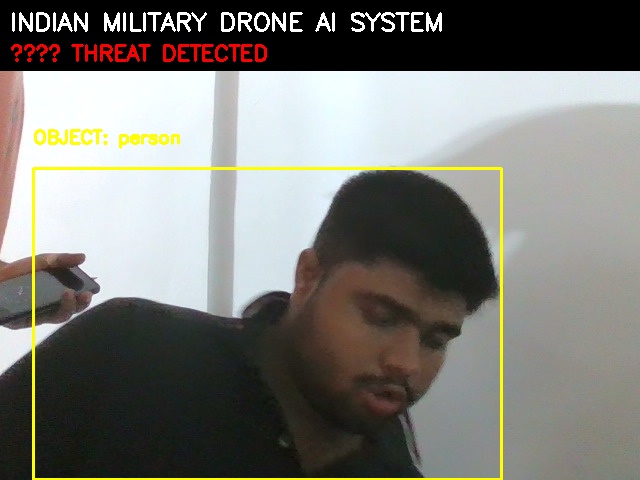 INDIAN MILITARY DRONE AI SYSTEM
???? THREAT DETECTED
OBJECT: person